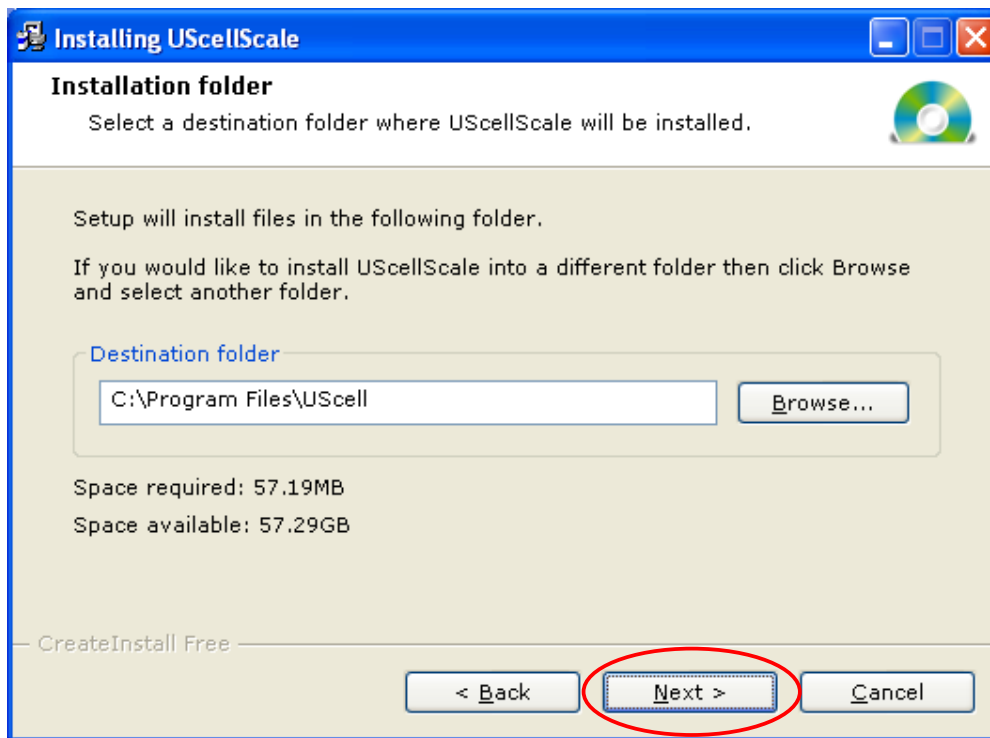 Installing UScellScale
Installation folder
Select a destination folder where UScellScale will be installed.
Setup will install files in the following folder.
If you would like to install UScellScale into a different folder then click Browse
and select another folder.
Destination folder
C:\Program Files\UScell
Browse...
Space required: 57.19MB
Space available: 57.29GB
CreateInstall Free
< Back
Next >
Cancel